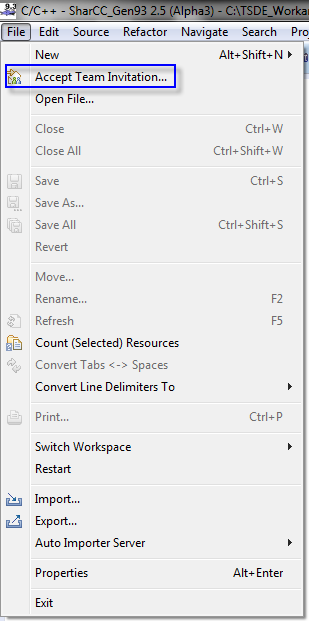 9.3 C/C++ - SharCC_Gen93 2.5 (Alpha3) - C:\TSDE_Workar
File Edit Source Refactor Navigate Search Proj
New Alt+Shift+N
Accept Team Invitation...
Open File...
Close Ctrl+W
Close All Ctrl+Shift+W
Save Ctrl+S
Save As...
Save All Ctrl+Shift+S
Revert
Move...
Rename... F2
Refresh F5
Count (Selected) Resources
Convert Tabs <-> Spaces
Convert Line Delimiters To
Print... Ctrl+P
Switch Workspace
Restart
Import...
Export...
Auto Importer Server
Properties Alt+Enter
Exit